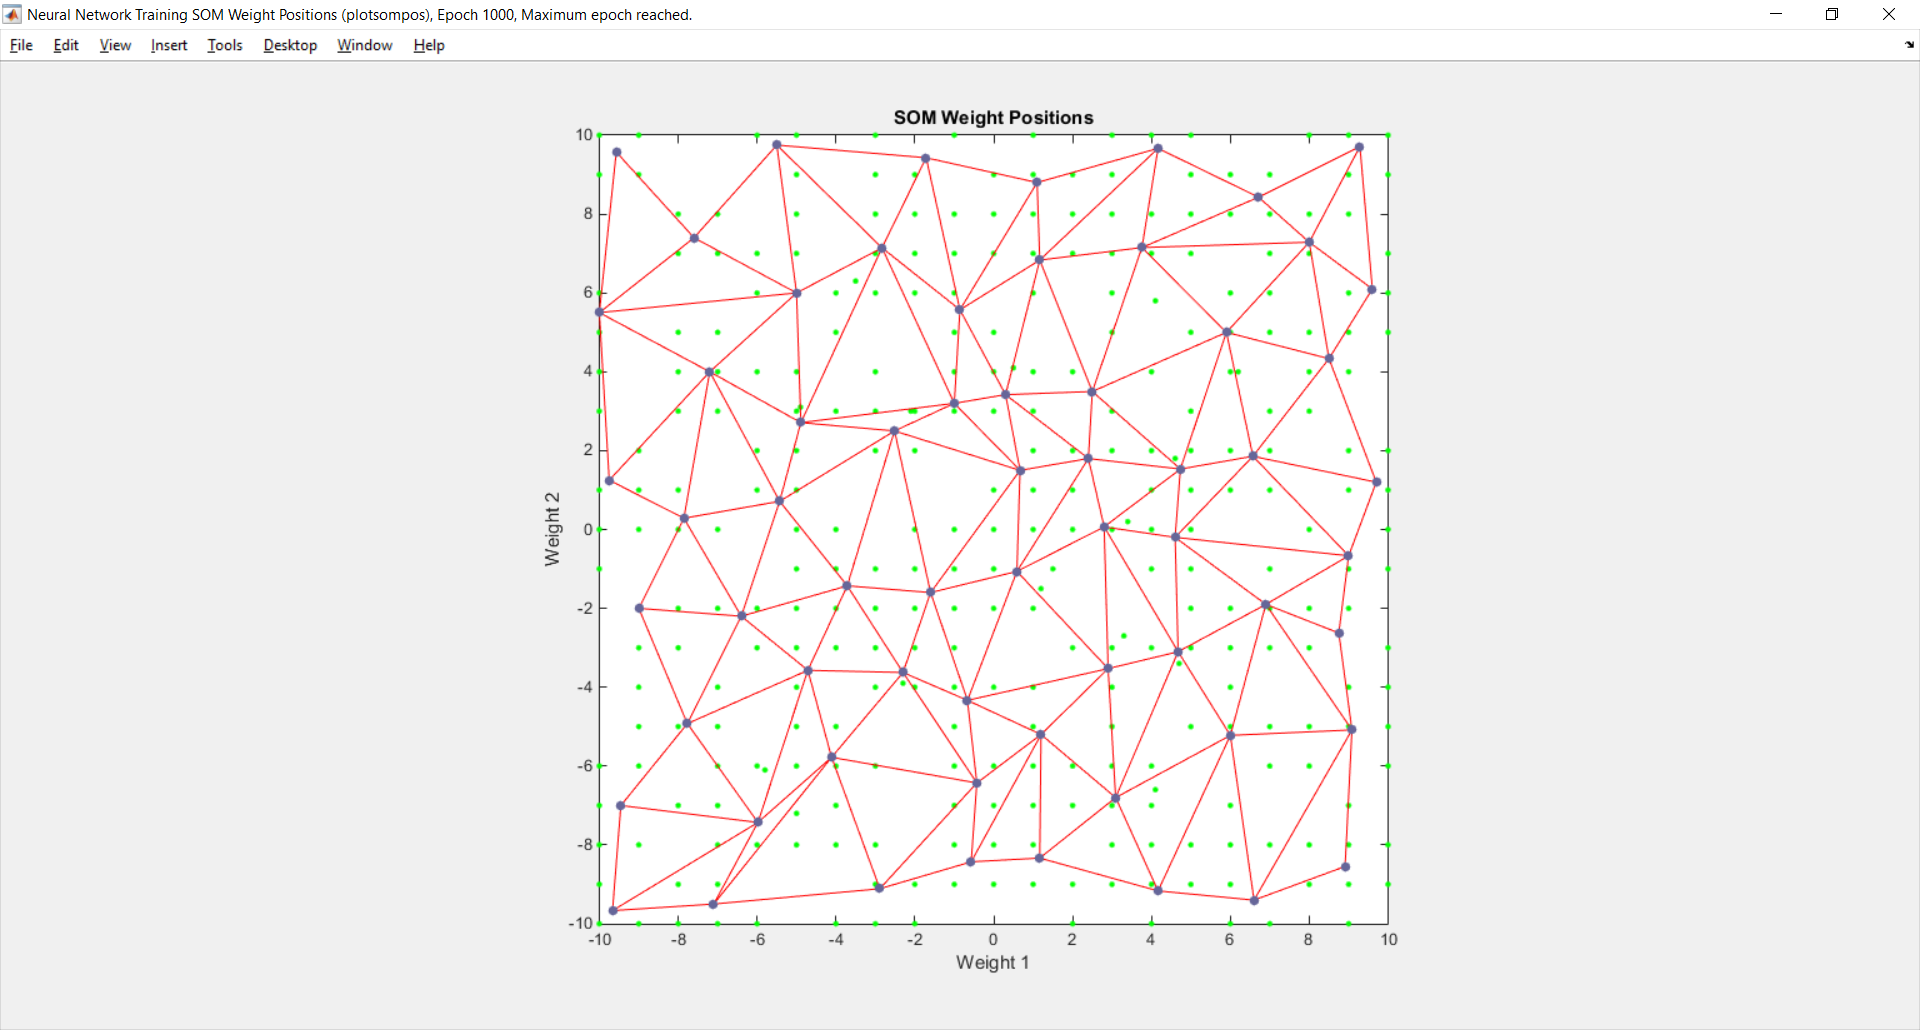 Neural Network Training SOM Weight Positions (plotsompos), Epoch 1000, Maximum epoch reached.
File Edit View Insert Tools Desktop Window Help
SOM Weight Positions
10
8
6
4
2
0
-2
-4
-6
-8
-10
Weight 2
-10 -8 -6 -4 -2 0 2 4 6 8 10
Weight 1